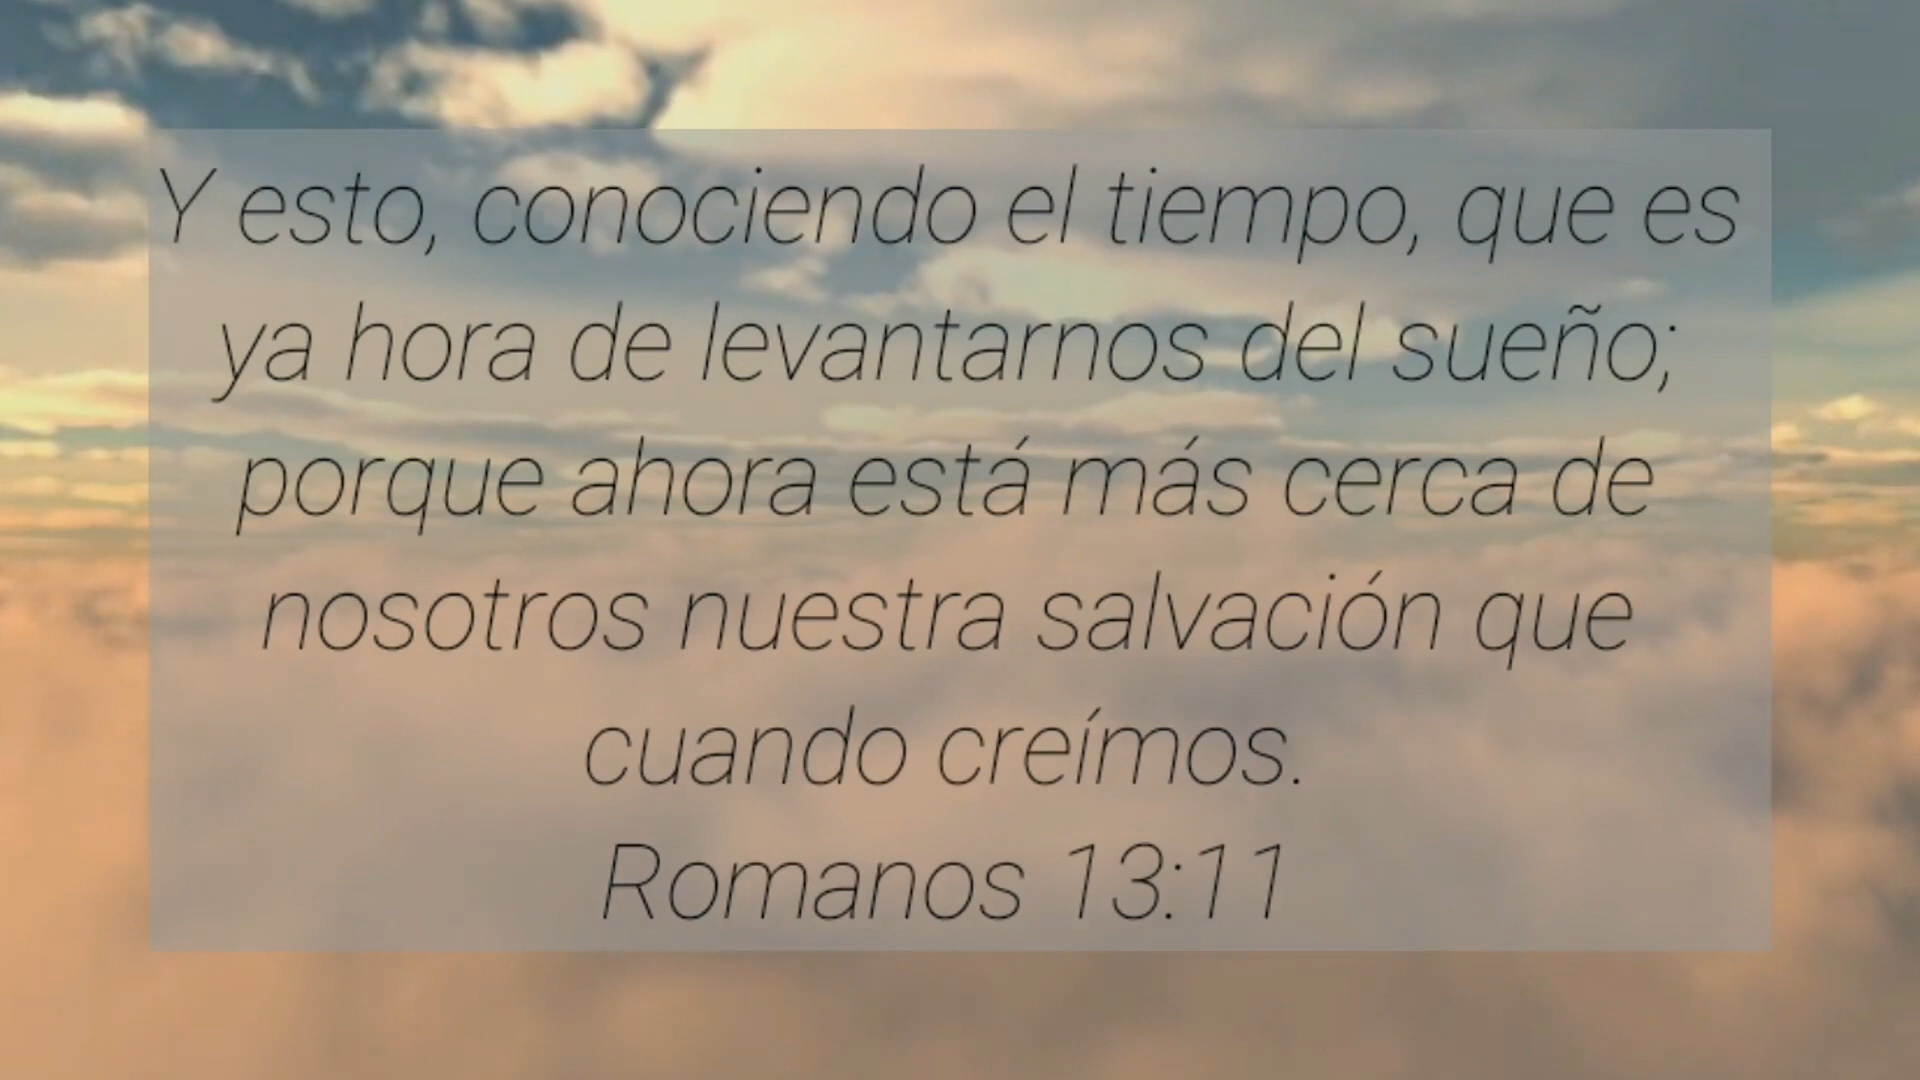 Y esto, conociendo el tiempo, que es
ya hora de levantarnos del sueño;
porque ahora está más cerca de
nosotros nuestra salvación que
cuando creímos.
Romanos 13:11